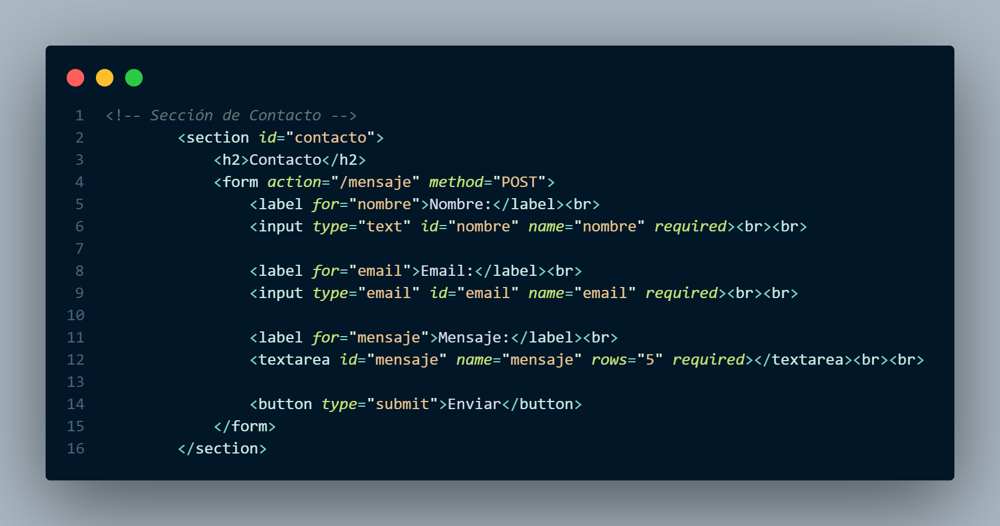 1 <!-- Sección de Contacto -->
2         <section id="contacto">
3             <h2>Contacto</h2>
4             <form action="/mensaje" method="POST">
5                 <label for="nombre">Nombre:</label><br>
6                 <input type="text" id="nombre" name="nombre" required><br><br>
7
8                 <label for="email">Email:</label><br>
9                 <input type="email" id="email" name="email" required><br><br>
10
11                 <label for="mensaje">Mensaje:</label><br>
12                 <textarea id="mensaje" name="mensaje" rows="5" required></textarea><br><br>
13
14                 <button type="submit">Enviar</button>
15             </form>
16         </section>